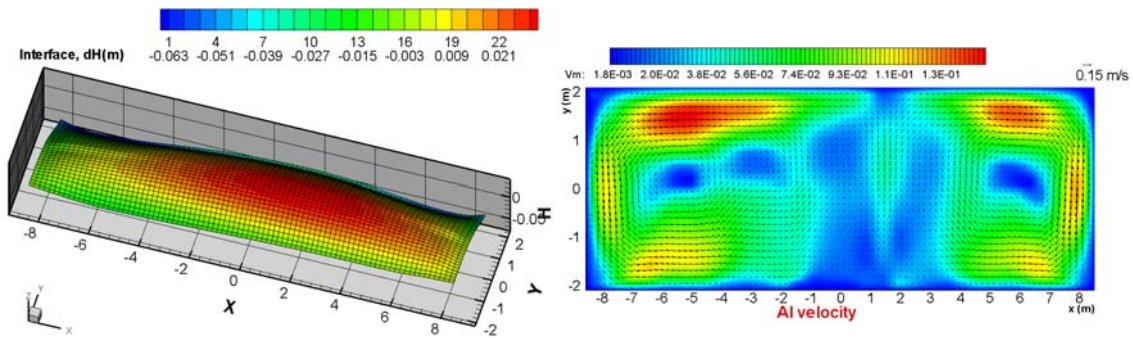 1 4 7 10 13 16 19 22
Interface, dH(m) -0.063 -0.051 -0.039 -0.027 -0.015 -0.003 0.009 0.021
0
-0.05
H
2
1
0
-1
-2
Y
-8 -6 -4 -2 0 2 4 6 8
X
Z Y
X
Vm: 1.8E-03 2.0E-02 3.8E-02 5.6E-02 7.4E-02 9.3E-02 1.1E-01 1.3E-01
0.15 m/s
y (m)
2
1
0
-1
-2
-8 -7 -6 -5 -4 -3 -2 -1 0 1 2 3 4 5 6 7 8
Al velocity x (m)